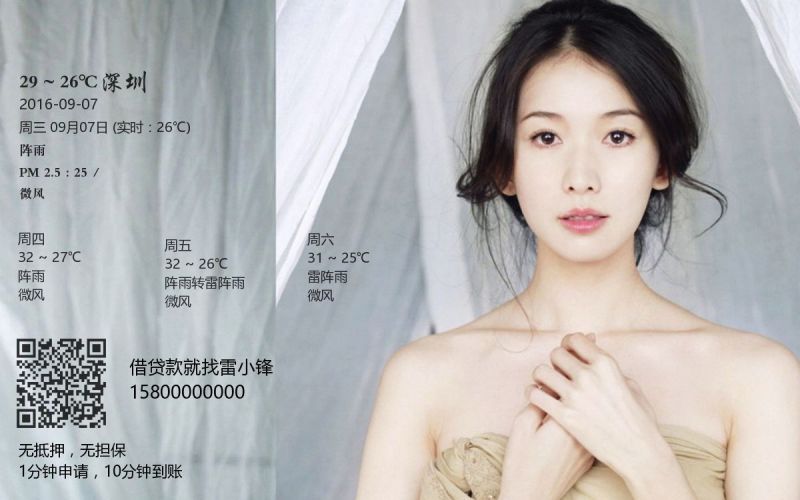 29 ~ 26℃ 深圳
2016-09-07
周三 09月07日 (实时：26℃)
阵雨
PM 2.5 : 25 /
微风
周四
32 ~ 27℃
阵雨
微风
周五
32 ~ 26℃
阵雨转雷阵雨
微风
周六
31 ~ 25℃
雷阵雨
微风
借贷款就找雷小锋
15800000000
无抵押，无担保
1分钟申请，10分钟到账